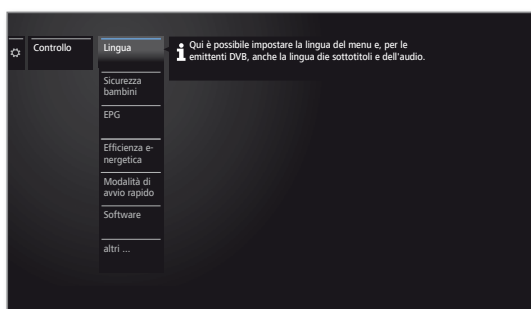 Controllo
Lingua
Qui è possibile impostare la lingua del menu e, per le
emittenti DVB, anche la lingua die sottotitoli e dell'audio.
Sicurezza
bambini
EPG
Efficienza e-
nergetica
Modalità di
avvio rapido
Software
altri ...